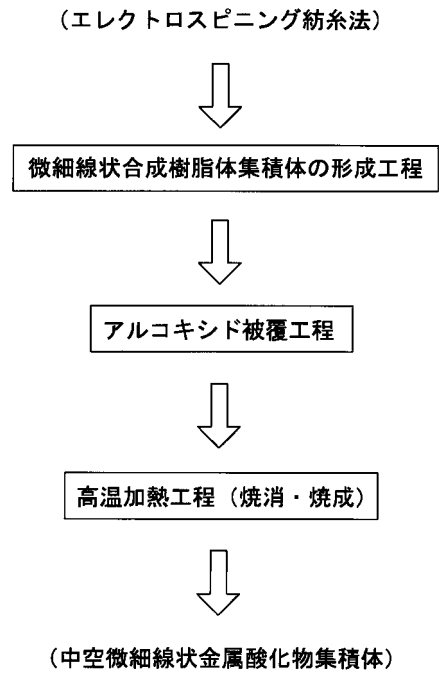 （エレクトロスピニング紡糸法）
微細線状合成樹脂体集積体の形成工程
アルコキシド被覆工程
高温加熱工程（焼消・焼成）
（中空微細線状金属酸化物集積体）